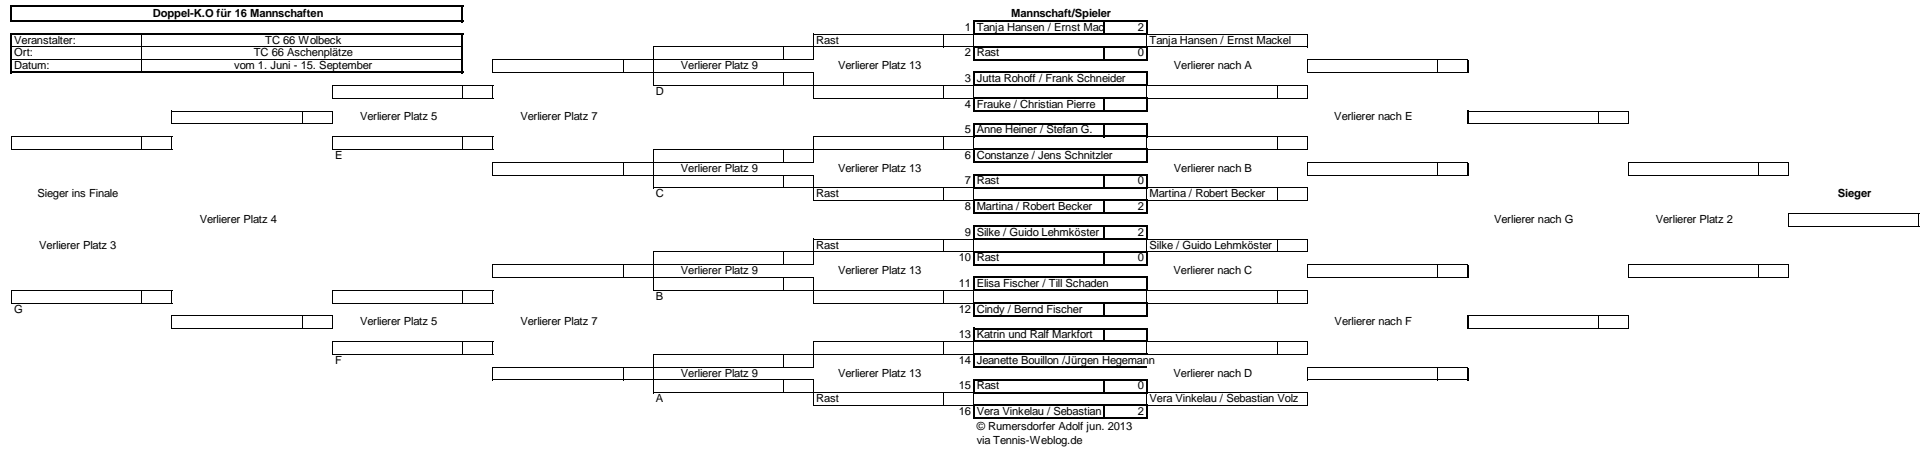 Doppel-K.O für 16 Mannschaften
Mannschaft/Spieler
1 Tanja Hansen / Ernst Mac 2
Veranstalter: TC 66 Wolbeck
Rast
Tanja Hansen / Ernst Mackel
Ort: TC 66 Aschenplätze
2 Rast 0
Datum: vom 1. Juni - 15. September
Verlierer Platz 9
Verlierer Platz 13
Verlierer nach A
3 Jutta Rohoff / Frank Schneider
D
4 Frauke / Christian Pierre
Verlierer Platz 5
Verlierer Platz 7
Verlierer nach E
5 Anne Heiner / Stefan G.
E
6 Constanze / Jens Schnitzler
Verlierer Platz 9
Verlierer Platz 13
Verlierer nach B
7 Rast 0
Sieger ins Finale
C
Rast
Martina / Robert Becker
Sieger
8 Martina / Robert Becker 2
Verlierer Platz 4
Verlierer nach G
Verlierer Platz 2
9 Silke / Guido Lehmköster 2
Verlierer Platz 3
Rast
Silke / Guido Lehmköster
10 Rast 0
Verlierer Platz 9
Verlierer Platz 13
Verlierer nach C
11 Elisa Fischer / Till Schaden
B
G
12 Cindy / Bernd Fischer
Verlierer Platz 5
Verlierer Platz 7
Verlierer nach F
13 Katrin und Ralf Markfort
F
14 Jeanette Bouillon /Jürgen Hegemann
Verlierer Platz 9
Verlierer Platz 13
Verlierer nach D
15 Rast 0
A
Rast
Vera Vinkelau / Sebastian Volz
16 Vera Vinkelau / Sebastian 2
© Rumersdorfer Adolf jun. 2013
via Tennis-Weblog.de